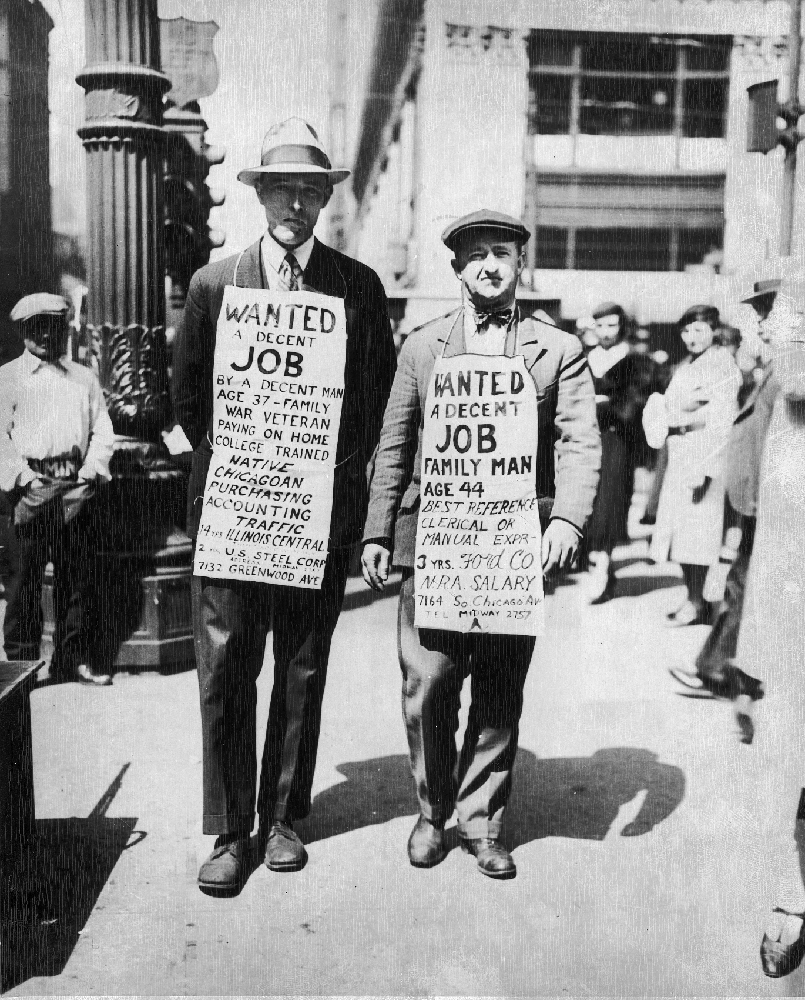 WANTED
A DECENT
JOB
BY A DECENT MAN
AGE 37 - FAMILY
WAR VETERAN
PAYING ON HOME
COLLEGE TRAINED
NATIVE
CHICAGOAN
PURCHASING
ACCOUNTING
TRAFFIC
14 YRS ILLINOIS CENTRAL
2 YRS. U.S. STEEL CORP
ADDRESS MIDWAY 2757
7132 GREENWOOD AVE
WANTED
A DECENT
JOB
FAMILY MAN
AGE 44
BEST REFERENCE
CLERICAL OR
MANUAL EXPR-
3 YRS. Ford CO
N.R.A. SALARY
7164 So. CHICAGO AV.
TEL MIDWAY 2757